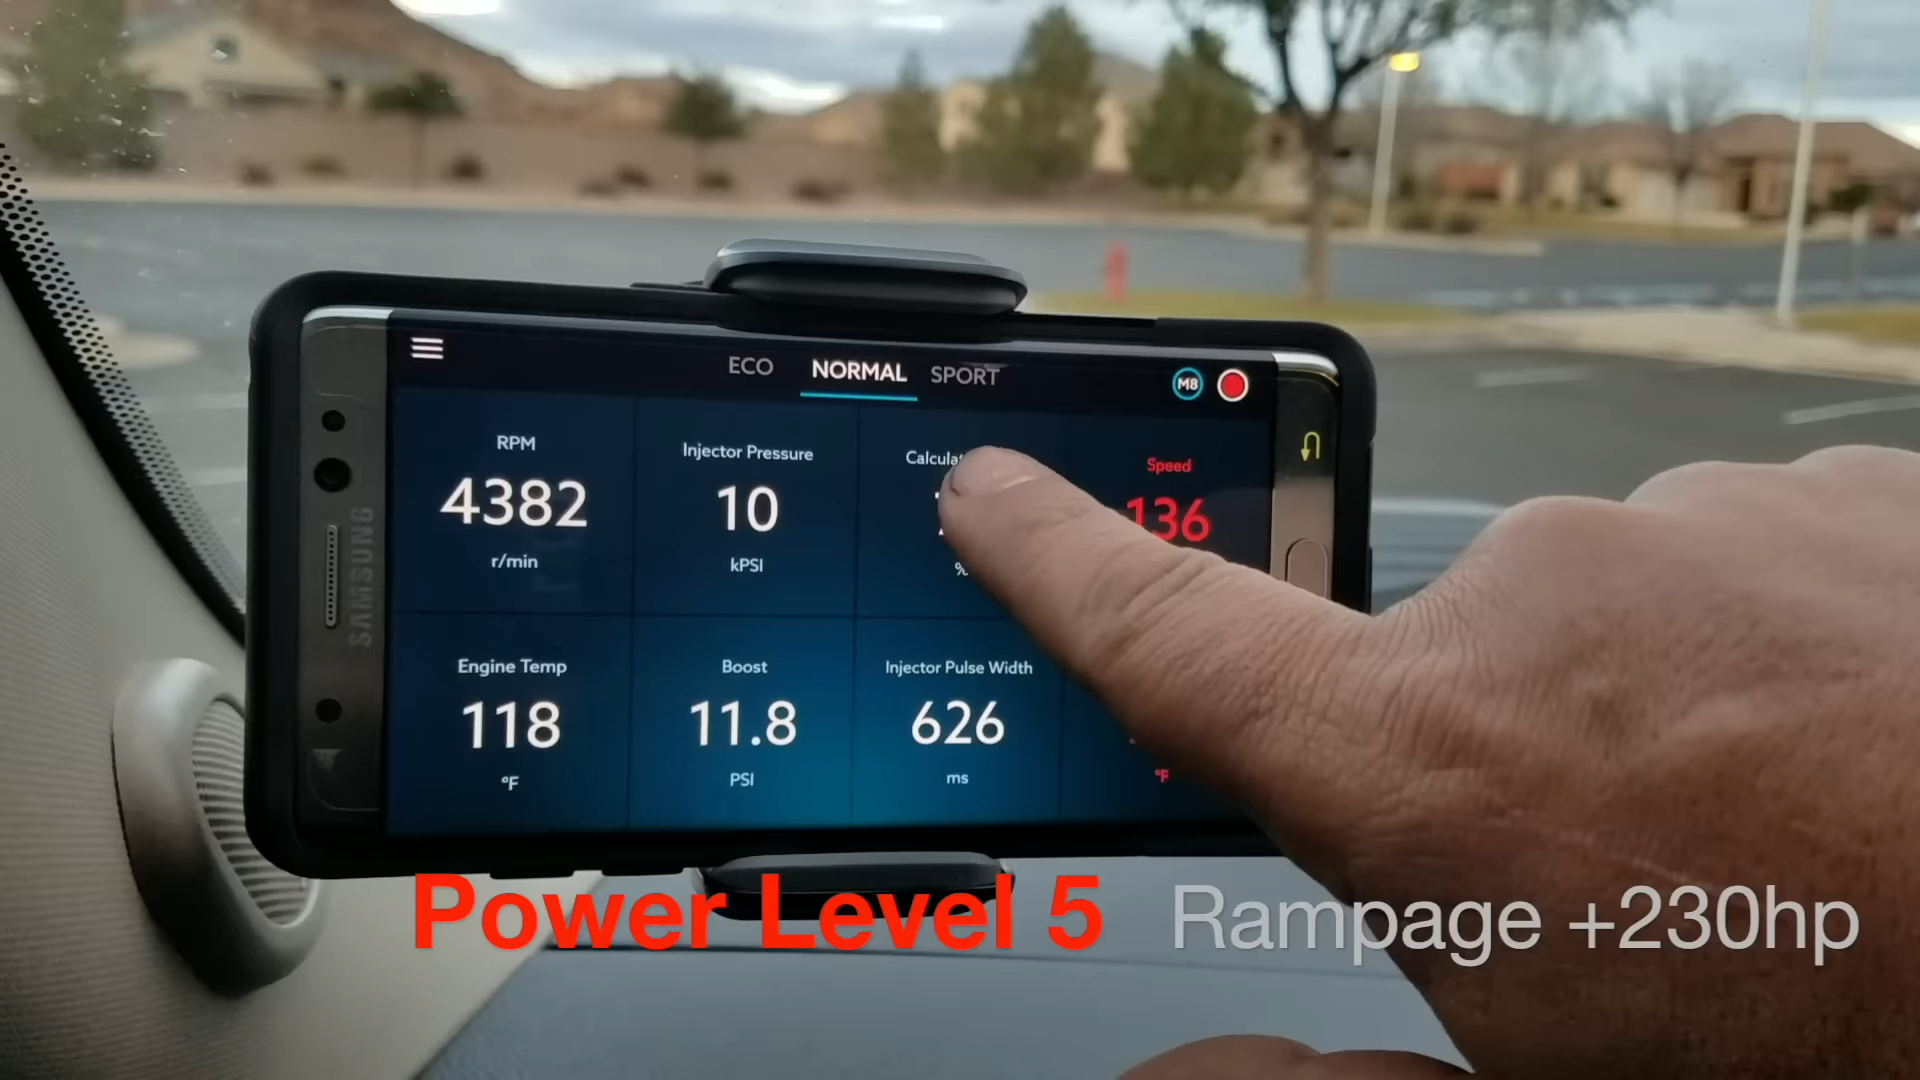 ECO NORMAL SPORT
M8
RPM
4382
r/min
Injector Pressure
10
kPSI
%
Speed
136
Engine Temp
118
°F
Boost
11.8
PSI
Injector Pulse Width
626
ms
°F
SAMSUNG
Power Level 5 Rampage +230hp